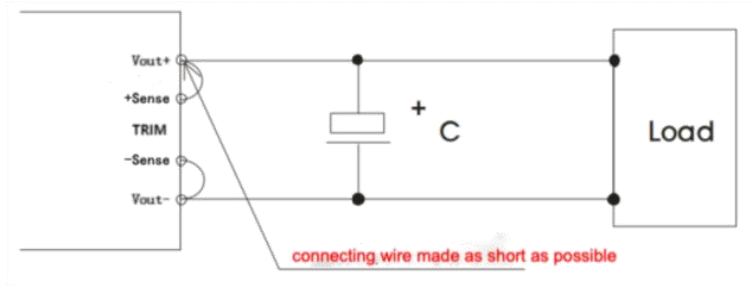 Vout+
+Sense
TRIM
-Sense
Vout-
+
C
Load
connecting wire made as short as possible